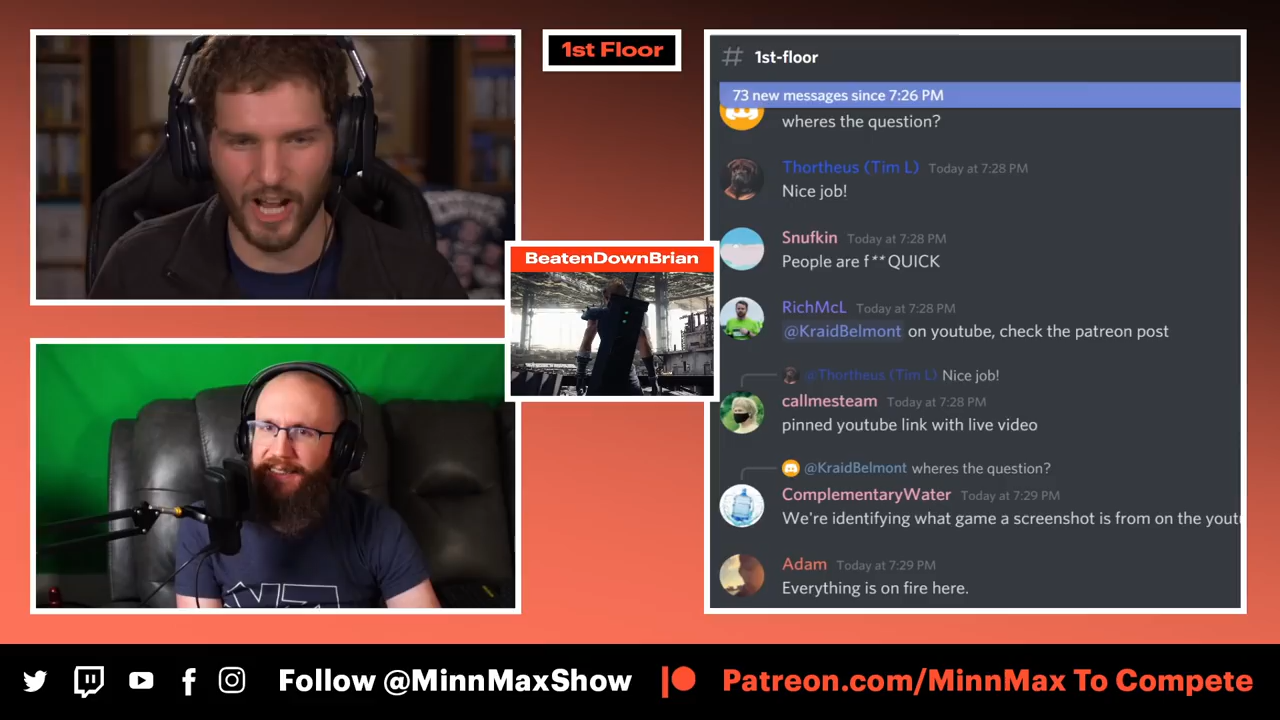 1st Floor
BeatenDownBrian
# 1st-floor
73 new messages since 7:26 PM
wheres the question?
Thortheus (Tim L) Today at 7:28 PM
Nice job!
Snufkin Today at 7:28 PM
People are f** QUICK
RichMcL Today at 7:28 PM
@KraidBelmont on youtube, check the patreon post
@Thortheus (Tim L) Nice job!
callmesteam Today at 7:28 PM
pinned youtube link with live video
@KraidBelmont wheres the question?
ComplementaryWater Today at 7:29 PM
We're identifying what game a screenshot is from on the yout
Adam Today at 7:29 PM
Everything is on fire here.
Follow @MinnMaxShow
Patreon.com/MinnMax To Compete